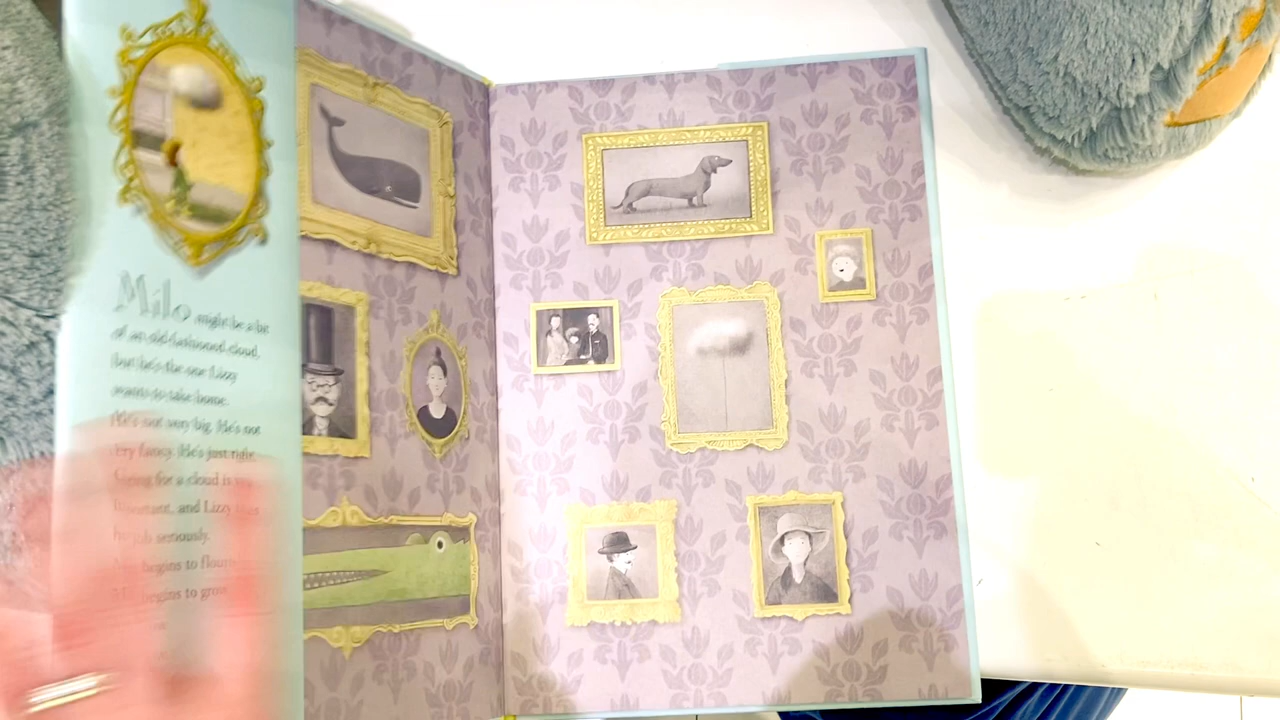 Milo might be a bit
of an old-fashioned cloud,
but he's the one Lizzy
wants to take home.
He's not very big. He's not
very fancy. He's just right.
Caring for a cloud is very
important, and Lizzy
her job seriously.
begins to flourish
begins to grow